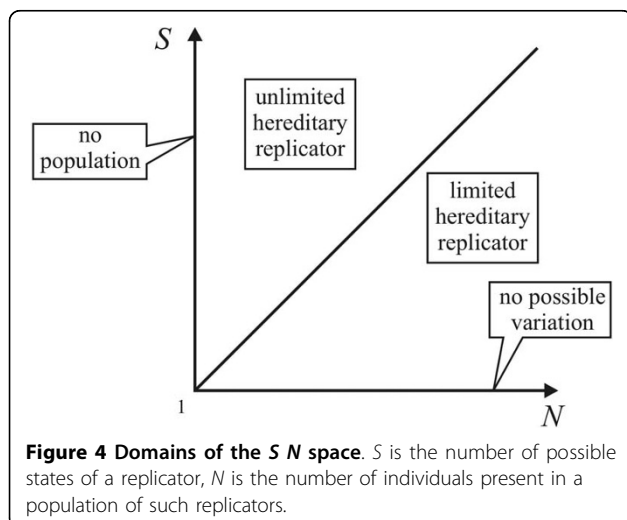 S
unlimited
hereditary
replicator
no
population
limited
hereditary
replicator
no possible
variation
1
N
Figure 4 Domains of the S N space. S is the number of possible
states of a replicator, N is the number of individuals present in a
population of such replicators.